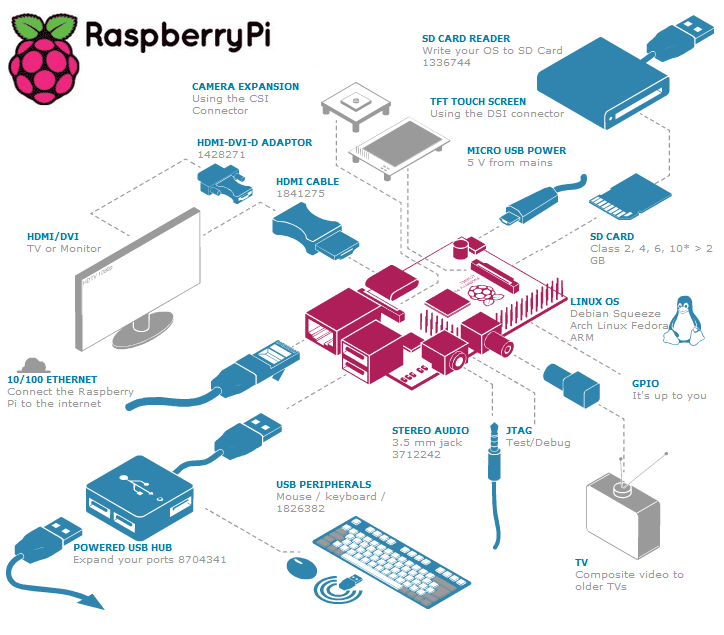 RaspberryPi
SD CARD READER
Write your OS to SD Card
1336744
CAMERA EXPANSION
Using the CSI
Connector
TFT TOUCH SCREEN
Using the DSI connector
HDMI-DVI-D ADAPTOR
1428271
MICRO USB POWER
5 V from mains
HDMI CABLE
1841275
HDMI/DVI
TV or Monitor
HDTV 1080p
SD CARD
Class 2, 4, 6, 10* > 2
GB
LINUX OS
Debian Squeeze
Arch Linux Fedora
ARM
10/100 ETHERNET
Connect the Raspberry
Pi to the internet
GPIO
It's up to you
STEREO AUDIO
3.5 mm jack
3712242
JTAG
Test/Debug
USB PERIPHERALS
Mouse / keyboard /
1826382
POWERED USB HUB
Expand your ports 8704341
TV
Composite video to
older TVs